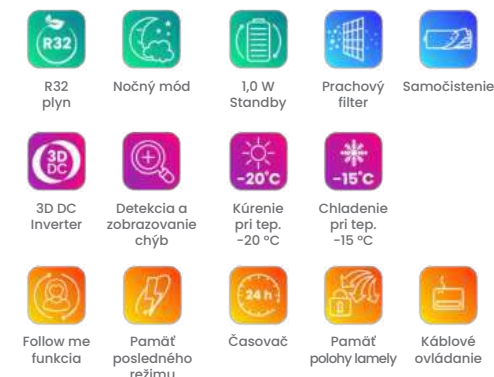 R32
R32
plyn
Nočný mód
1,0 W
Standby
Prachový
filter
Samočistenie
3D
DC
-20°C
-15°C
3D DC
Inverter
Detekcia a
zobrazovanie
chýb
Kúrenie
pri tep.
-20 °C
Chladenie
pri tep.
-15 °C
24 h
Follow me
funkcia
Pamäť
posledného
režimu
Časovač
Pamäť
polohy lamely
Káblové
ovládanie